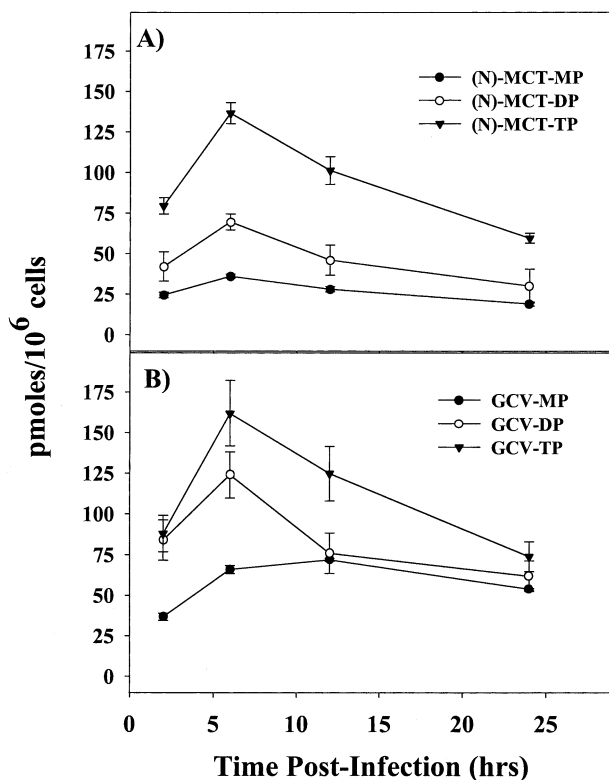 A)
(N)-MCT-MP
(N)-MCT-DP
(N)-MCT-TP
175
150
125
100
75
50
25
0
pmoles/10^6 cells
B)
GCV-MP
GCV-DP
GCV-TP
175
150
125
100
75
50
25
0
0 5 10 15 20 25
Time Post-Infection (hrs)